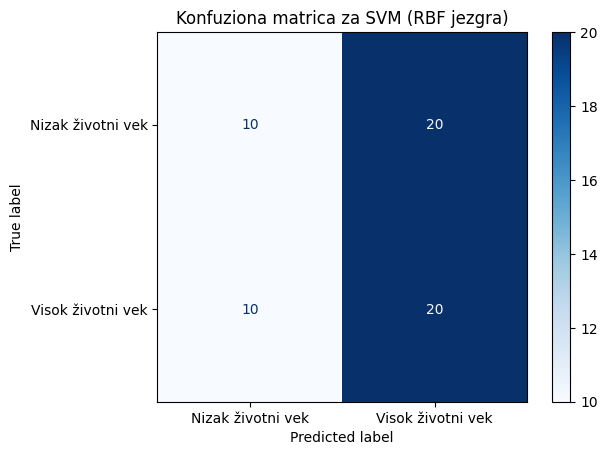 Konfuziona matrica za SVM (RBF jezgra)
True label
Nizak životni vek
10
20
Visok životni vek
10
20
Nizak životni vek
Visok životni vek
Predicted label
20
18
16
14
12
10